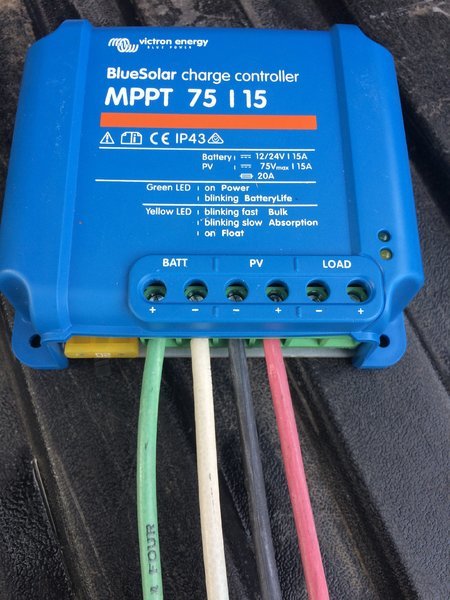 victron energy
BLUE POWER
BlueSolar charge controller
MPPT 75 | 15
CE IP43
Battery 12/24V | 15A
PV 75Vmax | 15A
20A
Green LED on Power
blinking BatteryLife
Yellow LED blinking fast Bulk
blinking slow Absorption
on Float
BATT PV LOAD
+ − − + − +
20
FOUR